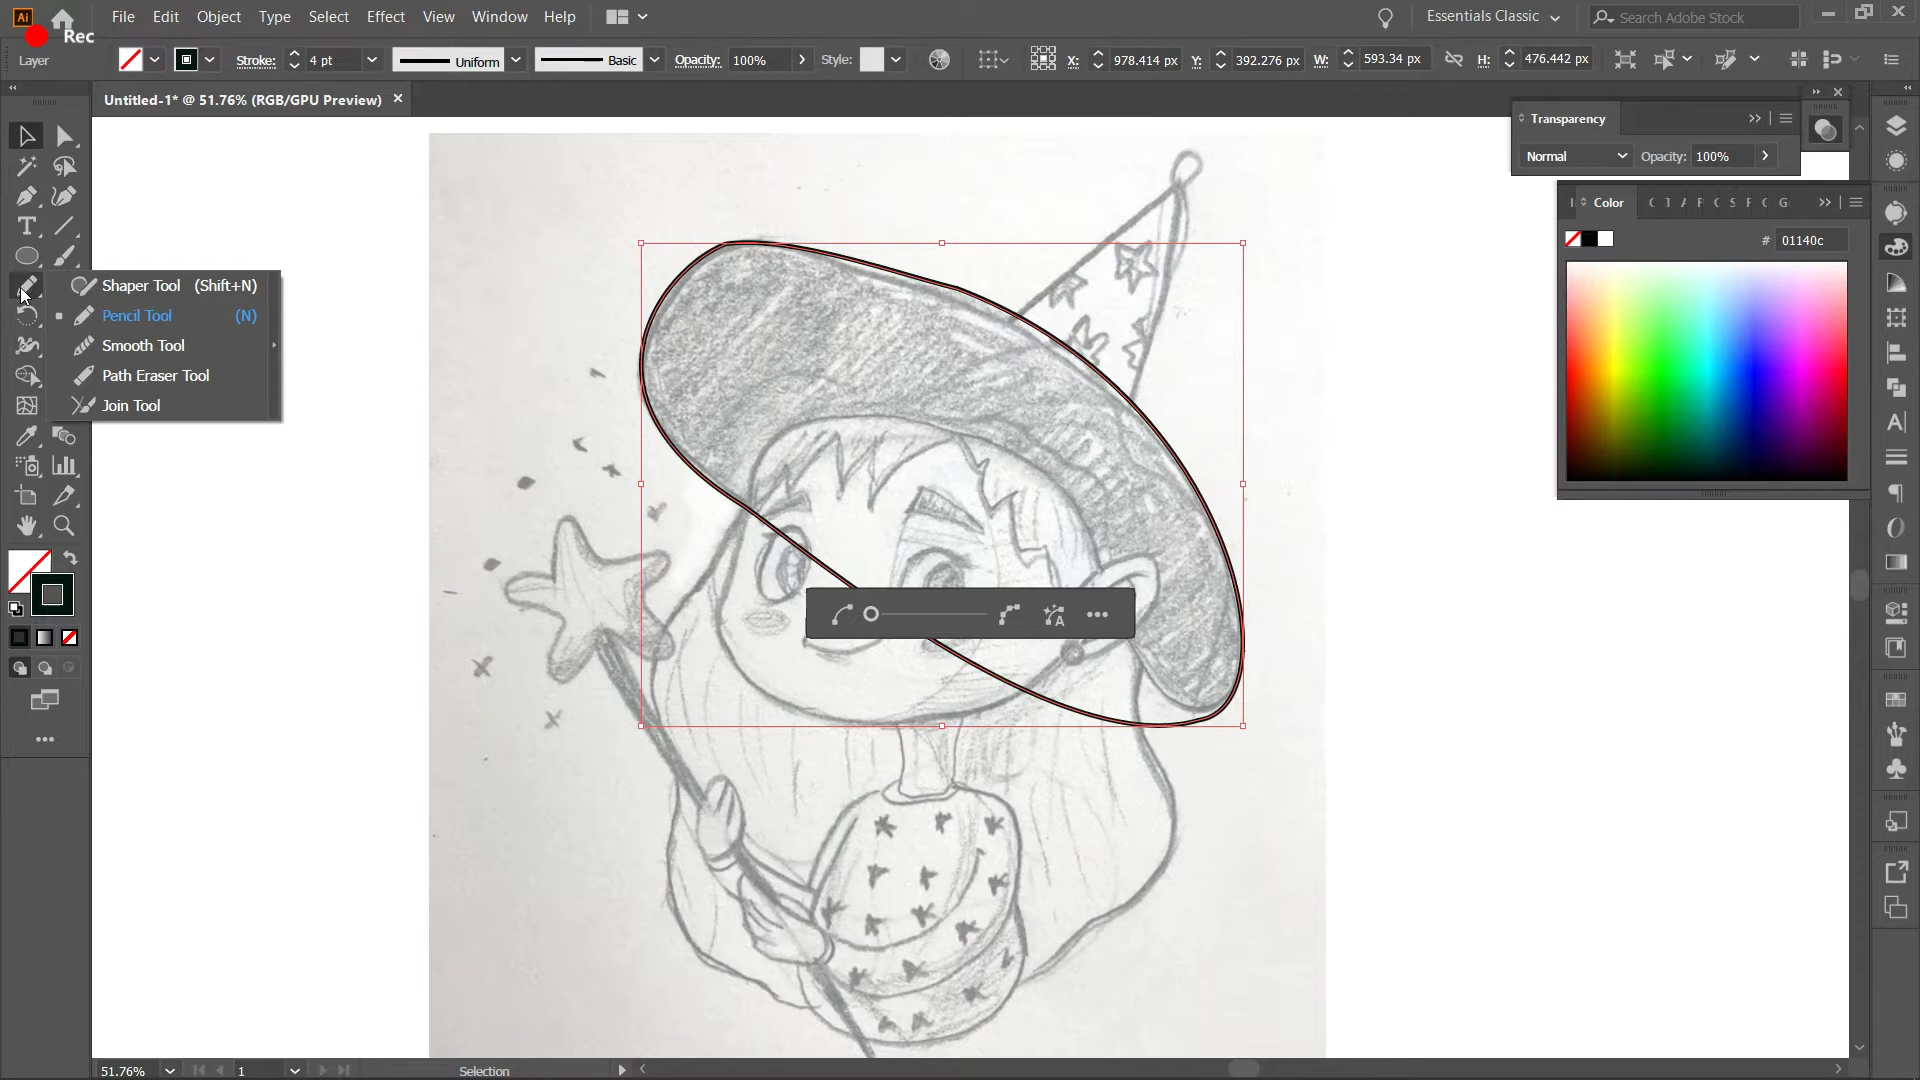 Ai File Edit Object Type Select Effect View Window Help Essentials Classic Search Adobe Stock
Rec
Layer Stroke: 4 pt Uniform Basic Opacity: 100% Style: X: 978.414 px Y: 392.276 px W: 593.34 px H: 476.442 px
Untitled-1* @ 51.76% (RGB/GPU Preview)
Transparency
Normal Opacity: 100%
Color C T A F C S F C G
# 01140c
Shaper Tool (Shift+N)
Pencil Tool (N)
Smooth Tool
Path Eraser Tool
Join Tool
51.76% 1 Selection